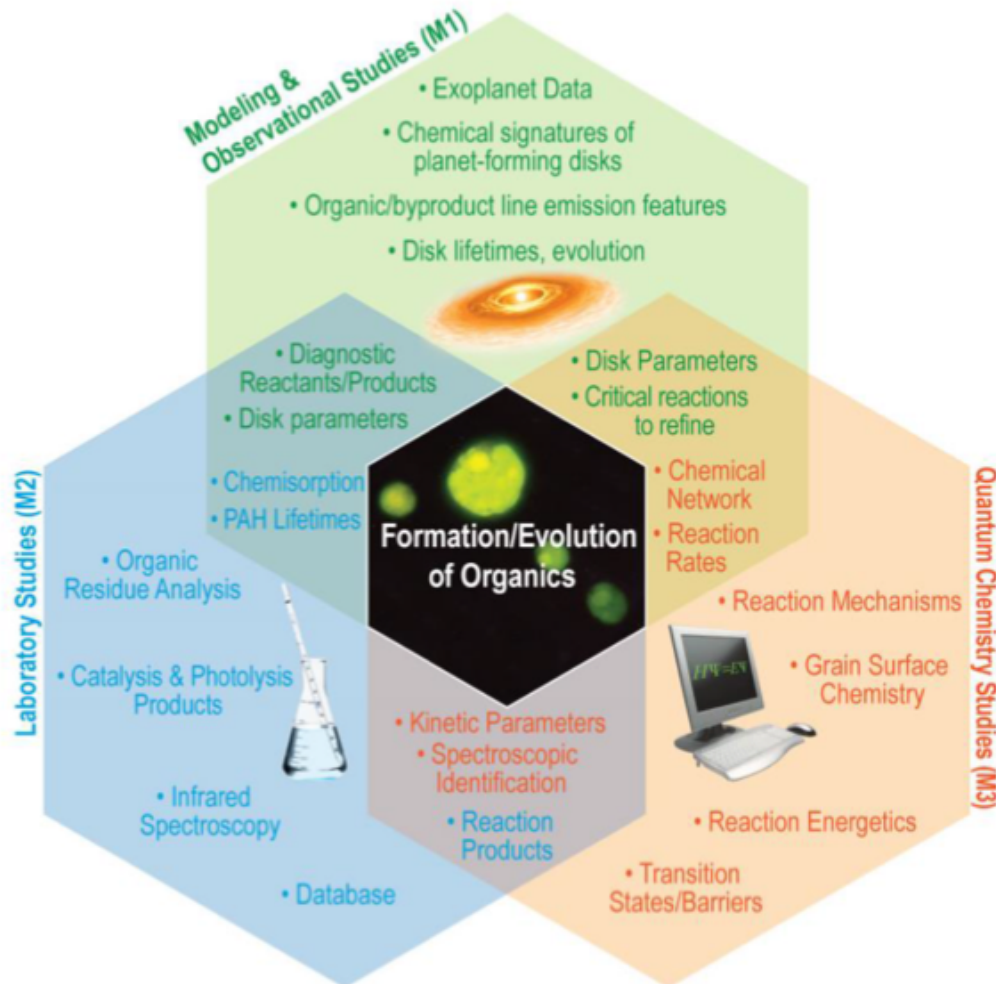 Modeling &
Observational Studies (M1)
• Exoplanet Data
• Chemical signatures of
planet-forming disks
• Organic/byproduct line emission features
• Disk lifetimes, evolution
• Diagnostic
Reactants/Products
• Disk parameters
• Chemisorption
• PAH Lifetimes
• Disk Parameters
• Critical reactions
to refine
• Chemical
Network
• Reaction
Rates
Formation/Evolution
of Organics
Laboratory Studies (M2)
• Organic
Residue Analysis
• Catalysis & Photolysis
Products
• Infrared
Spectroscopy
• Database
• Kinetic Parameters
• Spectroscopic
Identification
• Reaction
Products
Quantum Chemistry Studies (M3)
• Reaction Mechanisms
• Grain Surface
Chemistry
HΨ=EΨ
• Reaction Energetics
• Transition
States/Barriers